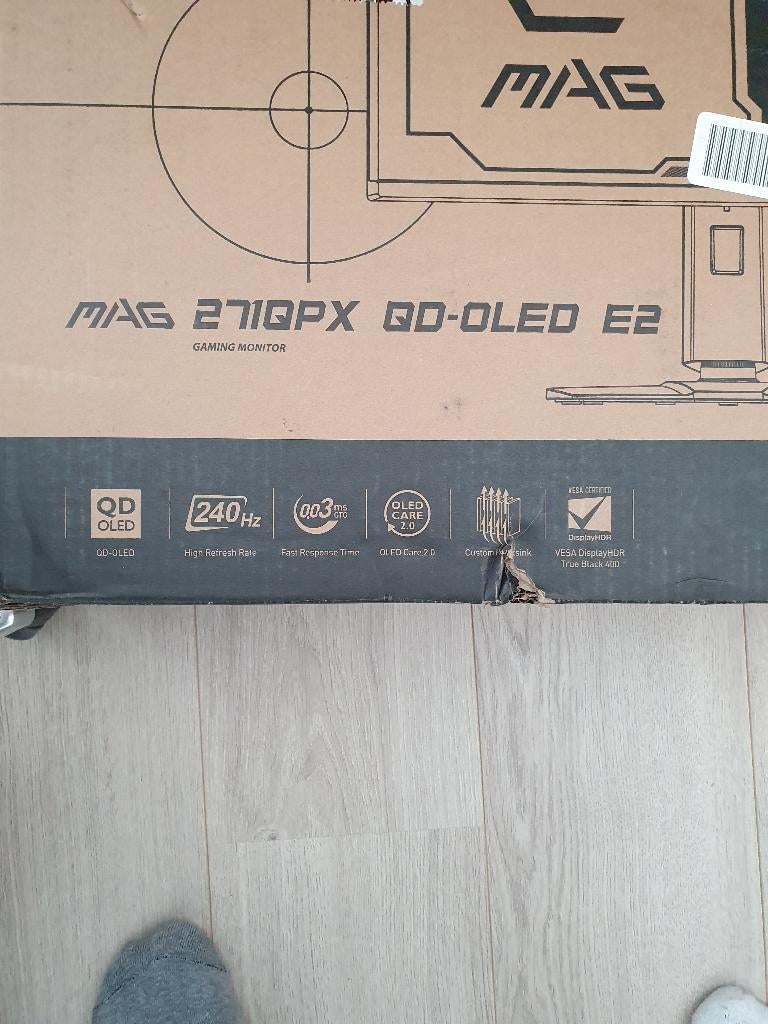 MAG
MAG 271QPX QD-OLED E2
GAMING MONITOR
QD
OLED
QD-OLED
240Hz
High Refresh Rate
0.03ms
GTG
Fast Response Time
OLED
CARE
2.0
OLED Care 2.0
Custom
VESA CERTIFIED
DisplayHDR
VESA DisplayHDR
True Black 400